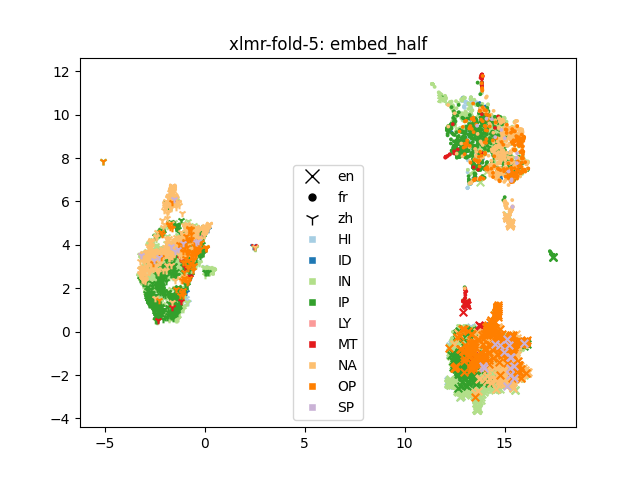 xlmr-fold-5: embed_half
12
10
8
6
4
2
0
−2
−4
en
fr
zh
HI
ID
IN
IP
LY
MT
NA
OP
SP
−5 0 5 10 15